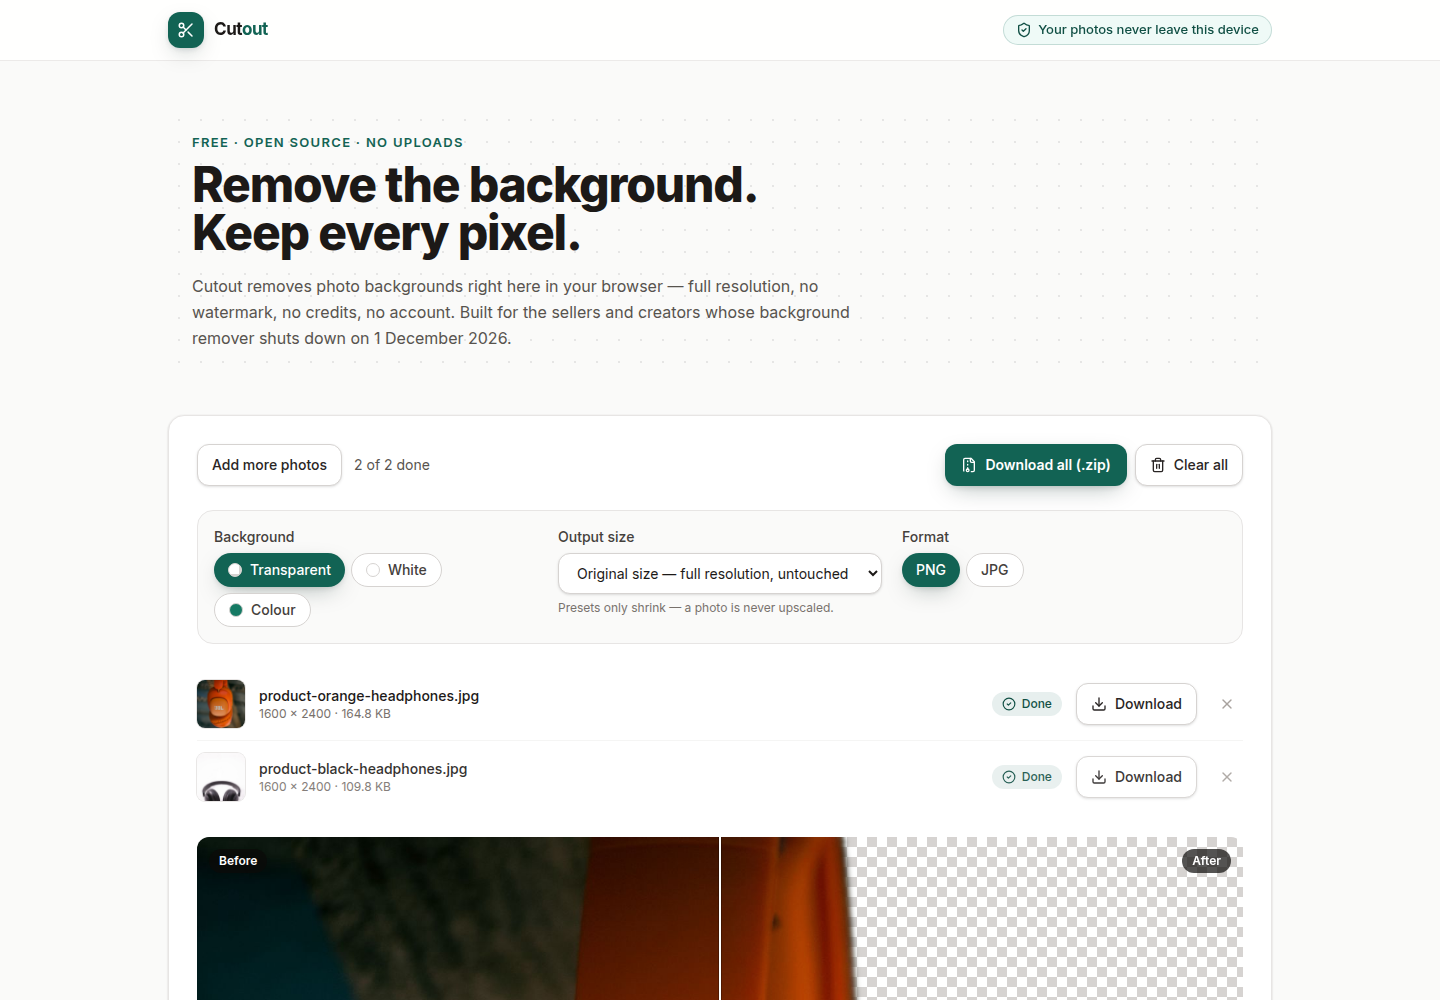 Cutout
Your photos never leave this device
FREE · OPEN SOURCE · NO UPLOADS
Remove the background.
Keep every pixel.
Cutout removes photo backgrounds right here in your browser — full resolution, no
watermark, no credits, no account. Built for the sellers and creators whose background
remover shuts down on 1 December 2026.
Add more photos
2 of 2 done
Download all (.zip)
Clear all
Background
Output size
Format
Transparent
White
Original size — full resolution, untouched
PNG
JPG
Colour
Presets only shrink — a photo is never upscaled.
product-orange-headphones.jpg
1600 × 2400 · 164.8 KB
Done
Download
product-black-headphones.jpg
1600 × 2400 · 109.8 KB
Done
Download
Before
After